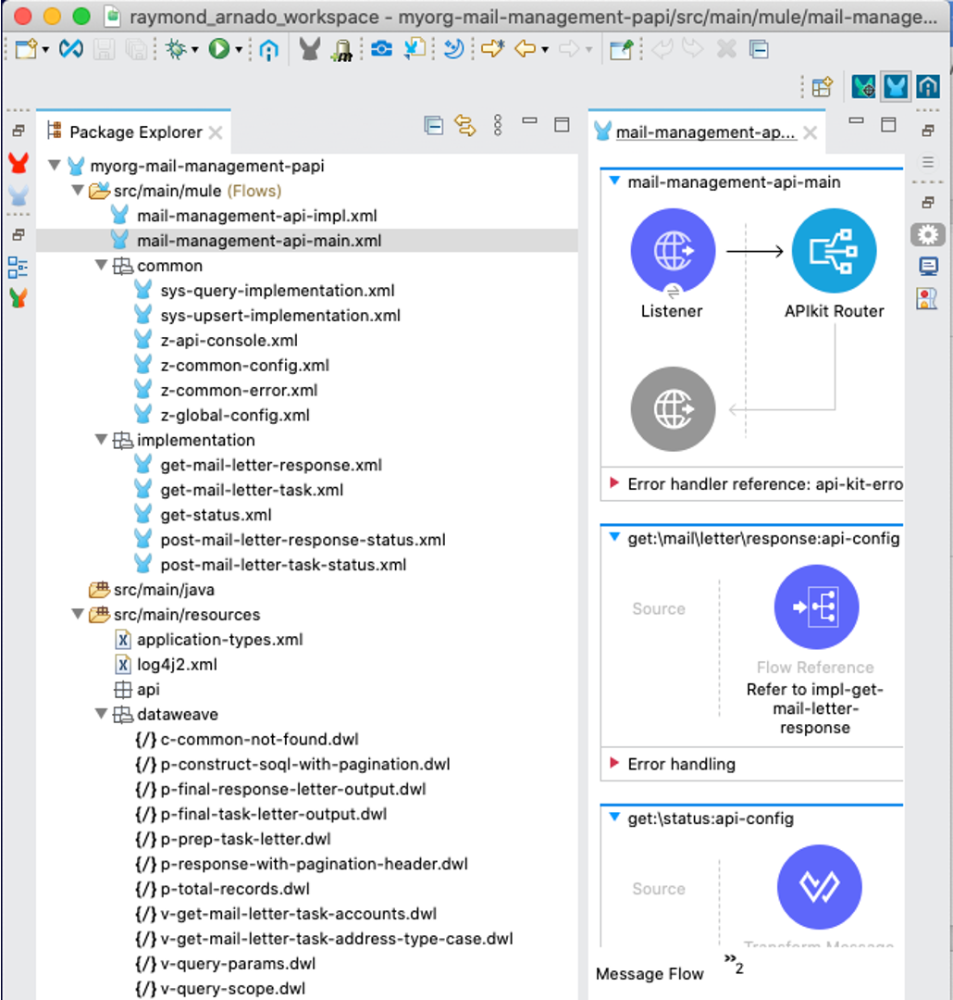 raymond_arnado_workspace - myorg-mail-management-papi/src/main/mule/mail-manage...
Package Explorer
myorg-mail-management-papi
src/main/mule (Flows)
mail-management-api-impl.xml
mail-management-api-main.xml
common
sys-query-implementation.xml
sys-upsert-implementation.xml
z-api-console.xml
z-common-config.xml
z-common-error.xml
z-global-config.xml
implementation
get-mail-letter-response.xml
get-mail-letter-task.xml
get-status.xml
post-mail-letter-response-status.xml
post-mail-letter-task-status.xml
src/main/java
src/main/resources
application-types.xml
log4j2.xml
api
dataweave
{/} c-common-not-found.dwl
{/} p-construct-soql-with-pagination.dwl
{/} p-final-response-letter-output.dwl
{/} p-final-task-letter-output.dwl
{/} p-prep-task-letter.dwl
{/} p-response-with-pagination-header.dwl
{/} p-total-records.dwl
{/} v-get-mail-letter-task-accounts.dwl
{/} v-get-mail-letter-task-address-type-case.dwl
{/} v-query-params.dwl
{/} v-query-scope.dwl
mail-management-ap...
mail-management-api-main
Listener
APIkit Router
Error handler reference: api-kit-erro
get:\mail\letter\response:api-config
Source
Flow Reference
Refer to impl-get-
mail-letter-
response
Error handling
get:\status:api-config
Source
Transform Message
Message Flow
»2